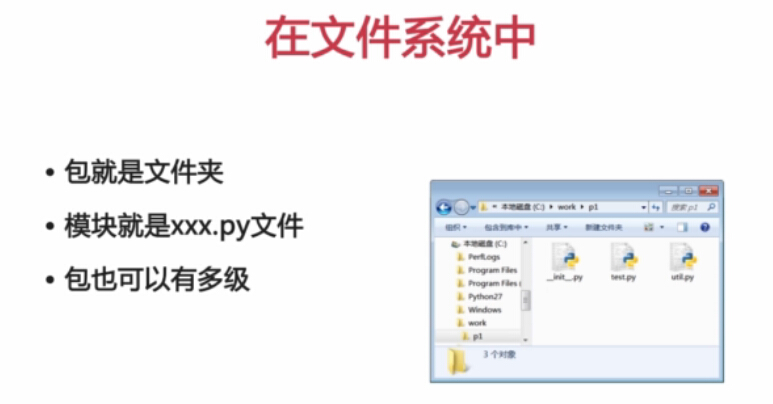 在文件系统中
• 包就是文件夹
• 模块就是xxx.py文件
• 包也可以有多级
« 本地磁盘 (C:) ▸ work ▸ p1
搜索 p1
组织 包含到库中 共享 新建文件夹
本地磁盘 (C:)
PerfLogs
Program Files
Program Files (
Python27
Windows
work
p1
__init__.py
test.py
util.py
3 个对象